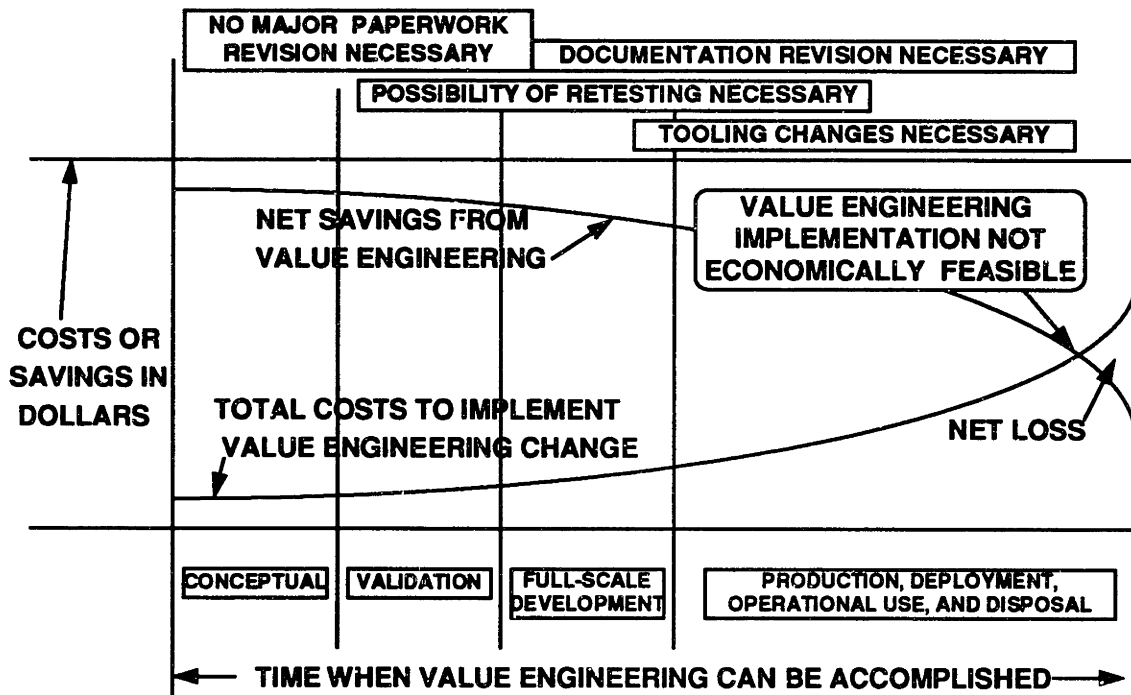 NO MAJOR PAPERWORK
REVISION NECESSARY
DOCUMENTATION REVISION NECESSARY
POSSIBILITY OF RETESTING NECESSARY
TOOLING CHANGES NECESSARY
NET SAVINGS FROM
VALUE ENGINEERING
VALUE ENGINEERING
IMPLEMENTATION NOT
ECONOMICALLY FEASIBLE
COSTS OR
SAVINGS IN
DOLLARS
TOTAL COSTS TO IMPLEMENT
VALUE ENGINEERING CHANGE
NET LOSS
CONCEPTUAL
VALIDATION
FULL-SCALE
DEVELOPMENT
PRODUCTION, DEPLOYMENT,
OPERATIONAL USE, AND DISPOSAL
TIME WHEN VALUE ENGINEERING CAN BE ACCOMPLISHED